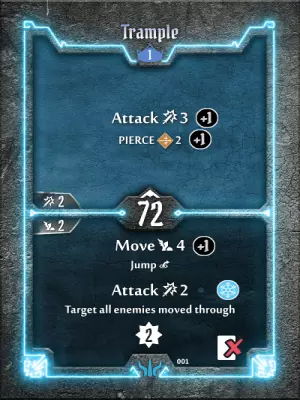 Trample
1
Attack 3 +1
PIERCE 2 +1
2
72
2
Move 4 +1
Jump
Attack 2
Target all enemies moved through
2
001